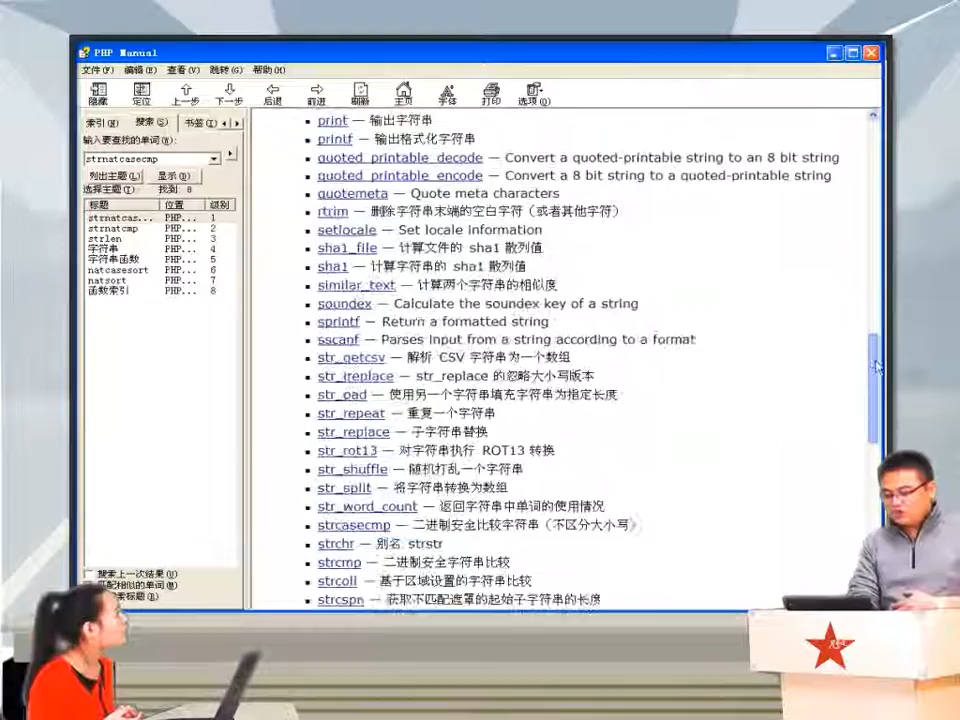 PHP Manual
文件(F) 编辑(E) 查看(V) 跳转(G) 帮助(H)
隐藏 定位 上一步 下一步 后退 前进 刷新 主页 字体 打印 选项(O)
索引(N) 搜索(S) 书签(I)
输入要查找的单词(W):
strnatcasecmp
列出主题(L) 显示(D)
选择主题(T): 找到: 8
标题 位置 级别
strnatcas... PHP... 1
strnatcmp PHP... 2
strlen PHP... 3
字符串 PHP... 4
字符串函数 PHP... 5
natcasesort PHP... 6
natsort PHP... 7
函数索引 PHP... 8
搜索上一次结果(U)
匹配相似的单词(M)
索标题(R)
print — 输出字符串
printf — 输出格式化字符串
quoted_printable_decode — Convert a quoted-printable string to an 8 bit string
quoted_printable_encode — Convert a 8 bit string to a quoted-printable string
quotemeta — Quote meta characters
rtrim — 删除字符串末端的空白字符（或者其他字符）
setlocale — Set locale information
sha1_file — 计算文件的 sha1 散列值
sha1 — 计算字符串的 sha1 散列值
similar_text — 计算两个字符串的相似度
soundex — Calculate the soundex key of a string
sprintf — Return a formatted string
sscanf — Parses input from a string according to a format
str_getcsv — 解析 CSV 字符串为一个数组
str_ireplace — str_replace 的忽略大小写版本
str_pad — 使用另一个字符串填充字符串为指定长度
str_repeat — 重复一个字符串
str_replace — 子字符串替换
str_rot13 — 对字符串执行 ROT13 转换
str_shuffle — 随机打乱一个字符串
str_split — 将字符串转换为数组
str_word_count — 返回字符串中单词的使用情况
strcasecmp — 二进制安全比较字符串（不区分大小写）
strchr — 别名 strstr
strcmp — 二进制安全字符串比较
strcoll — 基于区域设置的字符串比较
strcspn — 获取不匹配遮罩的起始子字符串的长度